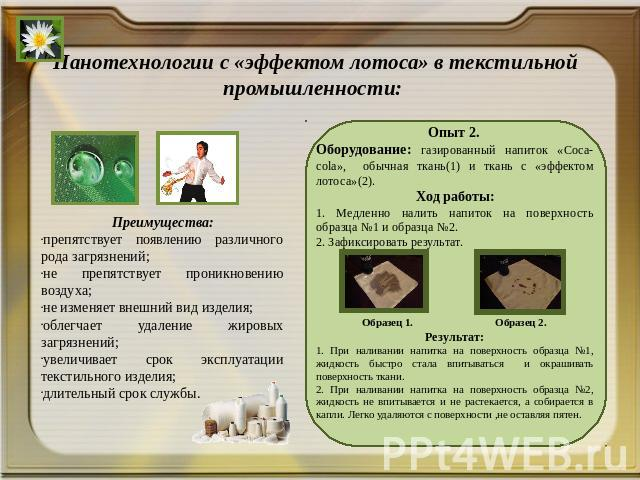 Нанотехнологии с «эффектом лотоса» в текстильной
промышленности:
Преимущества:
·препятствует появлению различного
рода загрязнений;
·не препятствует проникновению
воздуха;
·не изменяет внешний вид изделия;
·облегчает удаление жировых
загрязнений;
·увеличивает срок эксплуатации
текстильного изделия;
·длительный срок службы.
Опыт 2.
Оборудование: газированный напиток «Coca-
cola», обычная ткань(1) и ткань с «эффектом
лотоса»(2).
Ход работы:
1. Медленно налить напиток на поверхность
образца №1 и образца №2.
2. Зафиксировать результат.
Образец 1. Образец 2.
Результат:
1. При наливании напитка на поверхность образца №1,
жидкость быстро стала впитываться и окрашивать
поверхность ткани.
2. При наливании напитка на поверхность образца №2,
жидкость не впитывается и не растекается, а собирается в
капли. Легко удаляются с поверхности ,не оставляя пятен.
PPt4WEB.ru